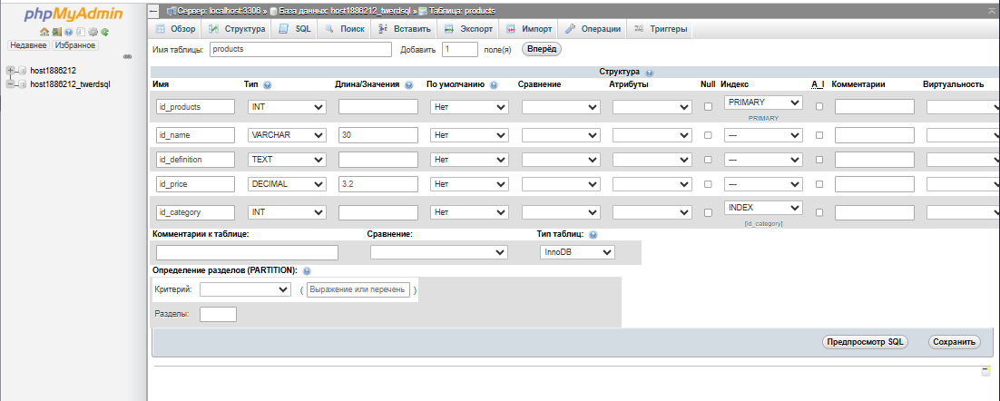 phpMyAdmin
Недавнее Избранное
host1886212
host1886212_twerdsql
Сервер: localhost:3306 » База данных: host1886212_twerdsql » Таблица: products
Обзор Структура SQL Поиск Вставить Экспорт Импорт Операции Триггеры
Имя таблицы: products Добавить 1 поле(я) Вперёд
Структура
Имя Тип Длина/Значения По умолчанию Сравнение Атрибуты Null Индекс A_I Комментарии Виртуальность
id_products INT Нет PRIMARY
PRIMARY
id_name VARCHAR 30 Нет ---
id_definition TEXT Нет ---
id_price DECIMAL 3.2 Нет ---
id_category INT Нет INDEX
[id_category]
Комментарии к таблице: Сравнение: Тип таблиц:
InnoDB
Определение разделов (PARTITION):
Критерий: ( Выражение или перечень )
Разделы:
Предпросмотр SQL Сохранить